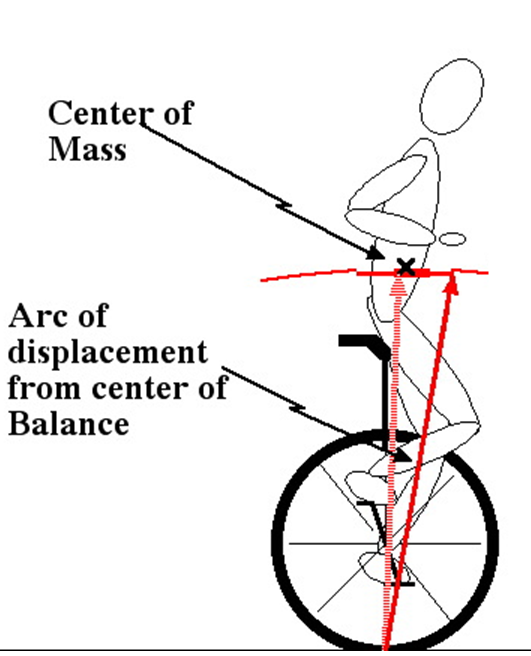 Center of
Mass
Arc of
displacement
from center of
Balance